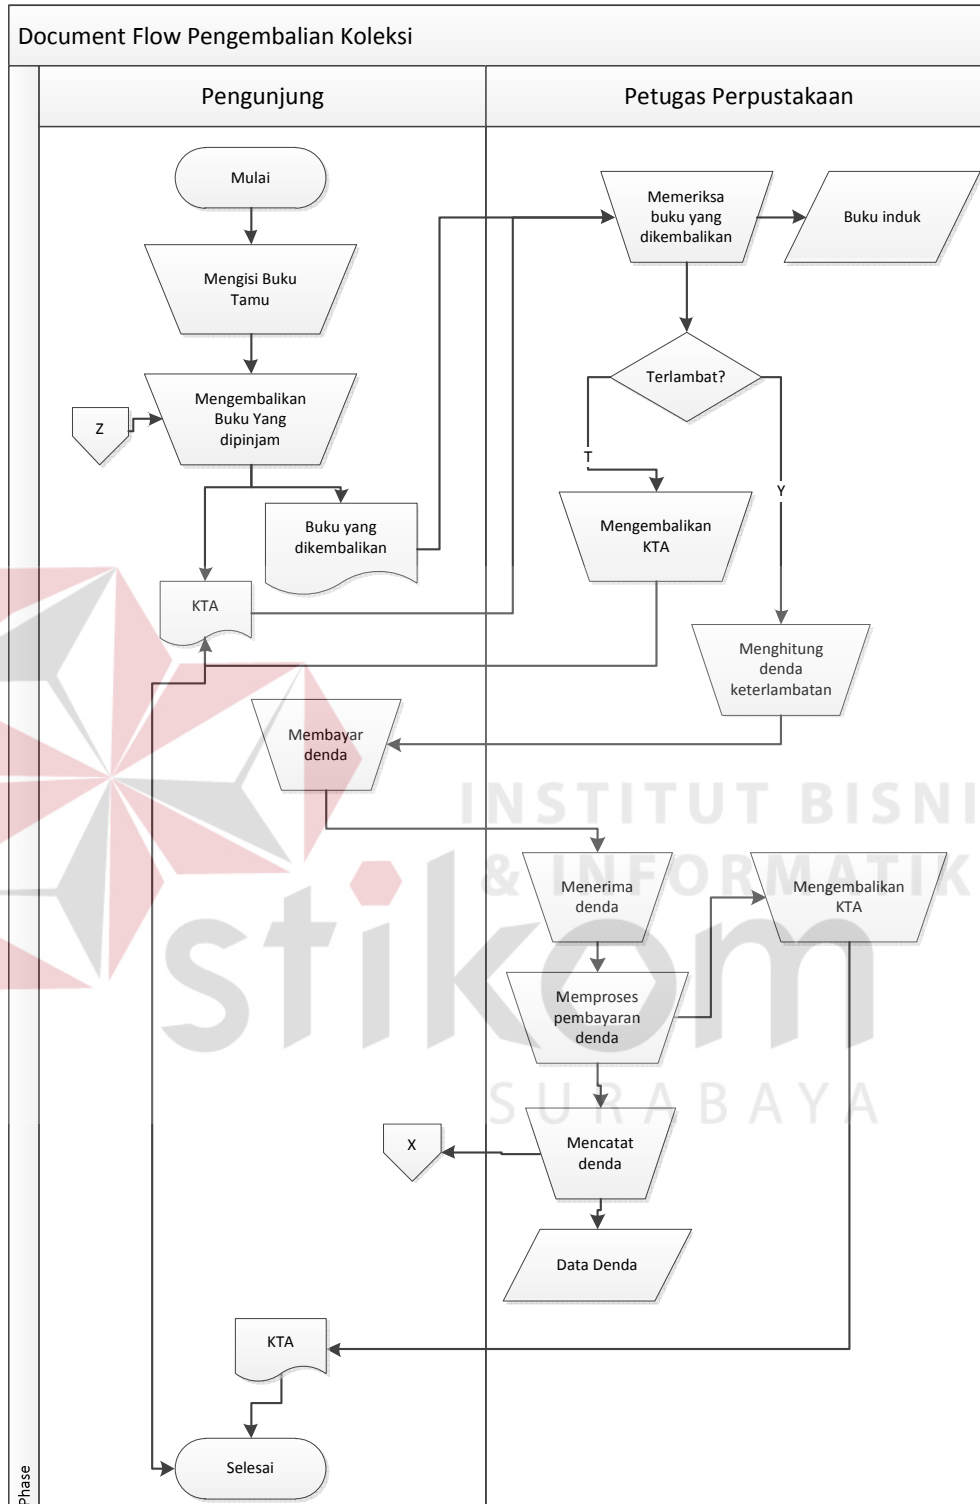 Document Flow Pengembalian Koleksi
Pengunjung
Petugas Perpustakaan
Mulai
Memeriksa
buku yang
dikembalikan
Buku induk
Mengisi Buku
Tamu
Terlambat?
Mengembalikan
Buku Yang
dipinjam
Z
T
Y
Buku yang
dikembalikan
Mengembalikan
KTA
KTA
Menghitung
denda
keterlambatan
Membayar
denda
INSTITUT BISNI
& INFORMATIK
stikom
SURABAYA
Menerima
denda
Mengembalikan
KTA
Memproses
pembayaran
denda
Mencatat
denda
X
Data Denda
KTA
Selesai
Phase